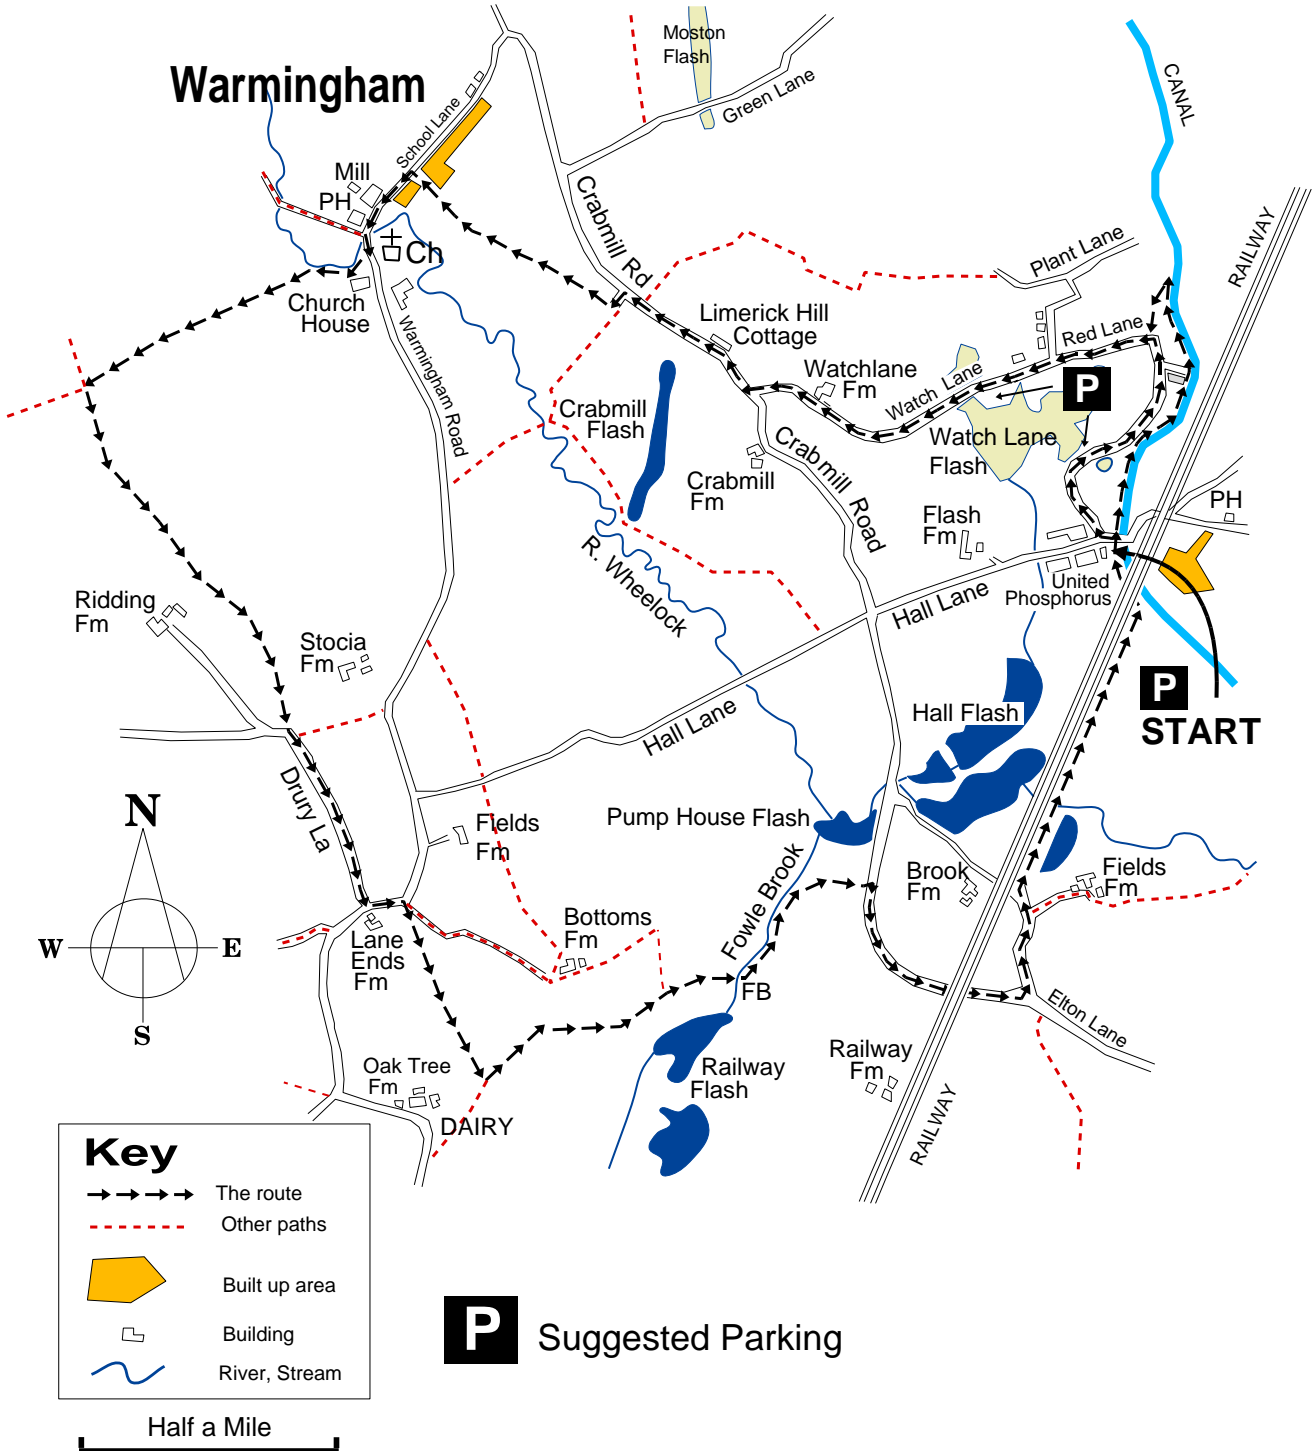 Moston
Flash
Warmingham
CANAL
School Lane
Green Lane
Mill
PH
Ch
Crabmill Rd
Plant Lane
RAILWAY
Church
House
Limerick Hill
Cottage
Red Lane
Warmingham Road
Watchlane
Fm
Watch Lane
P
Crabmill
Flash
Watch Lane
Flash
Crabmill Road
Crabmill
Fm
PH
Flash
Fm
R. Wheelock
United
Phosphorus
Hall Lane
Ridding
Fm
Stocia
Fm
P
START
Hall Flash
Hall Lane
Drury La
N
Pump House Flash
Fields
Fm
Fowle Brook
Brook
Fm
Fields
Fm
Bottoms
Fm
W
E
Lane
Ends
Fm
FB
Elton Lane
S
Railway
Fm
Oak Tree
Fm
Railway
Flash
RAILWAY
DAIRY
Key
The route
Other paths
Built up area
Building
River, Stream
P
Suggested Parking
Half a Mile